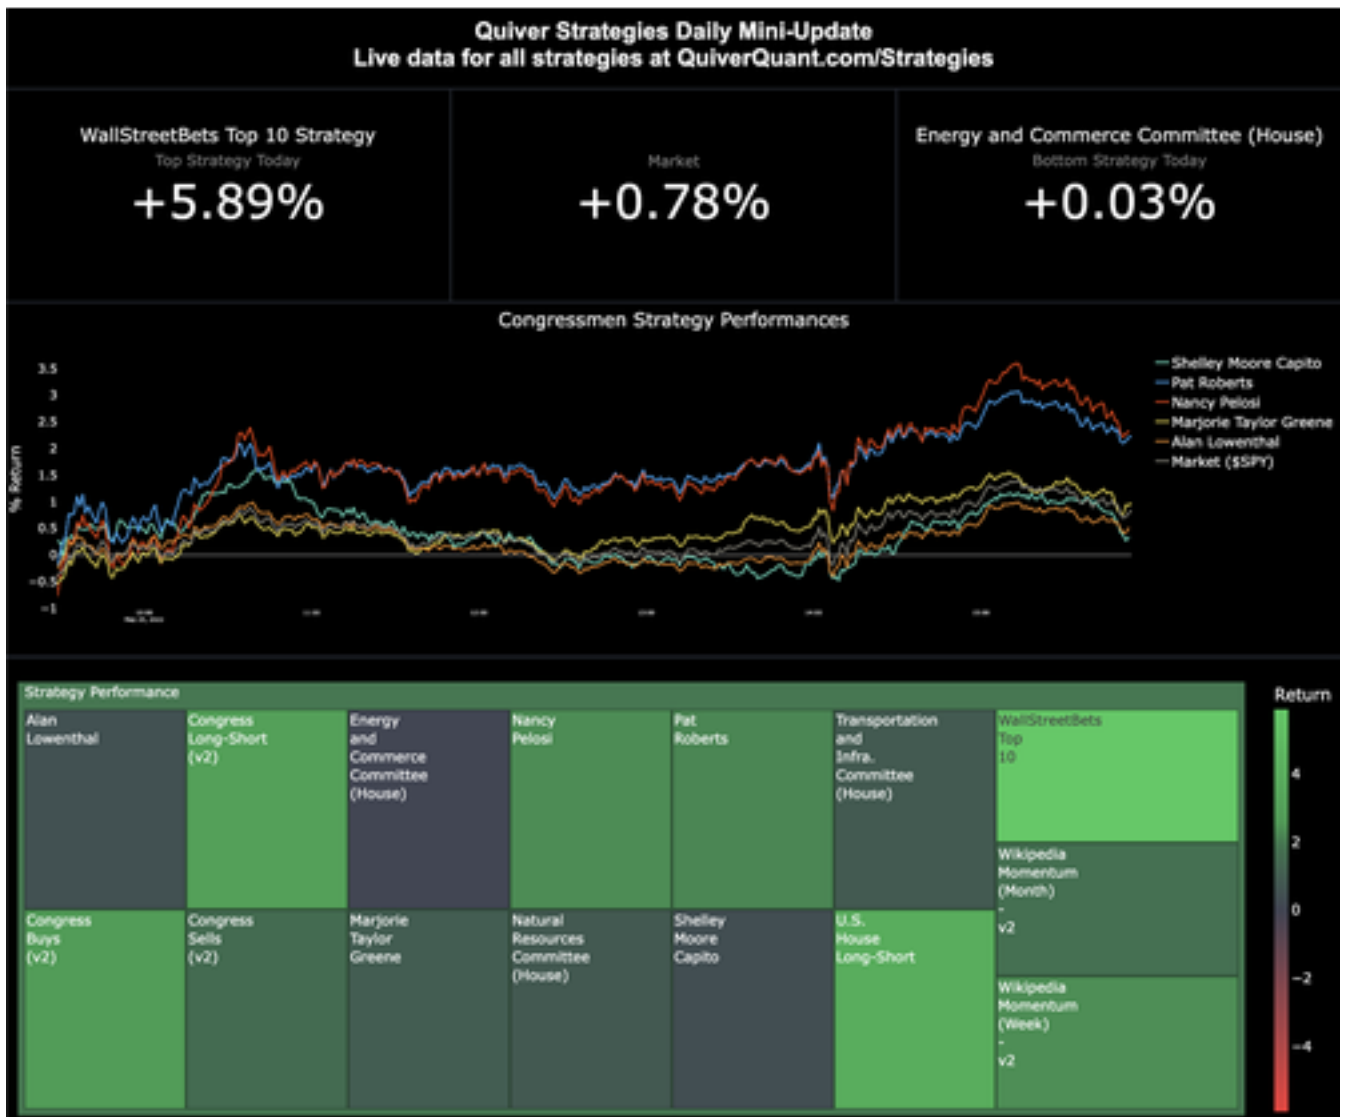 Quiver Strategies Daily Mini-Update
Live data for all strategies at QuiverQuant.com/Strategies
WallStreetBets Top 10 Strategy
Top Strategy Today
+5.89%
Market
+0.78%
Energy and Commerce Committee (House)
Bottom Strategy Today
+0.03%
Congressmen Strategy Performances
% Return
3.5
3
2.5
2
1.5
1
0.5
0
−0.5
−1
Shelley Moore Capito
Pat Roberts
Nancy Pelosi
Marjorie Taylor Greene
Alan Lowenthal
Market ($SPY)
Strategy Performance
Alan
Lowenthal
Congress
Long-Short
(v2)
Energy
and
Commerce
Committee
(House)
Nancy
Pelosi
Pat
Roberts
Transportation
and
Infra.
Committee
(House)
WallStreetBets
Top
10
Wikipedia
Momentum
(Month)
-
v2
Congress
Buys
(v2)
Congress
Sells
(v2)
Marjorie
Taylor
Greene
Natural
Resources
Committee
(House)
Shelley
Moore
Capito
U.S.
House
Long-Short
Wikipedia
Momentum
(Week)
-
v2
Return
4
2
0
−2
−4